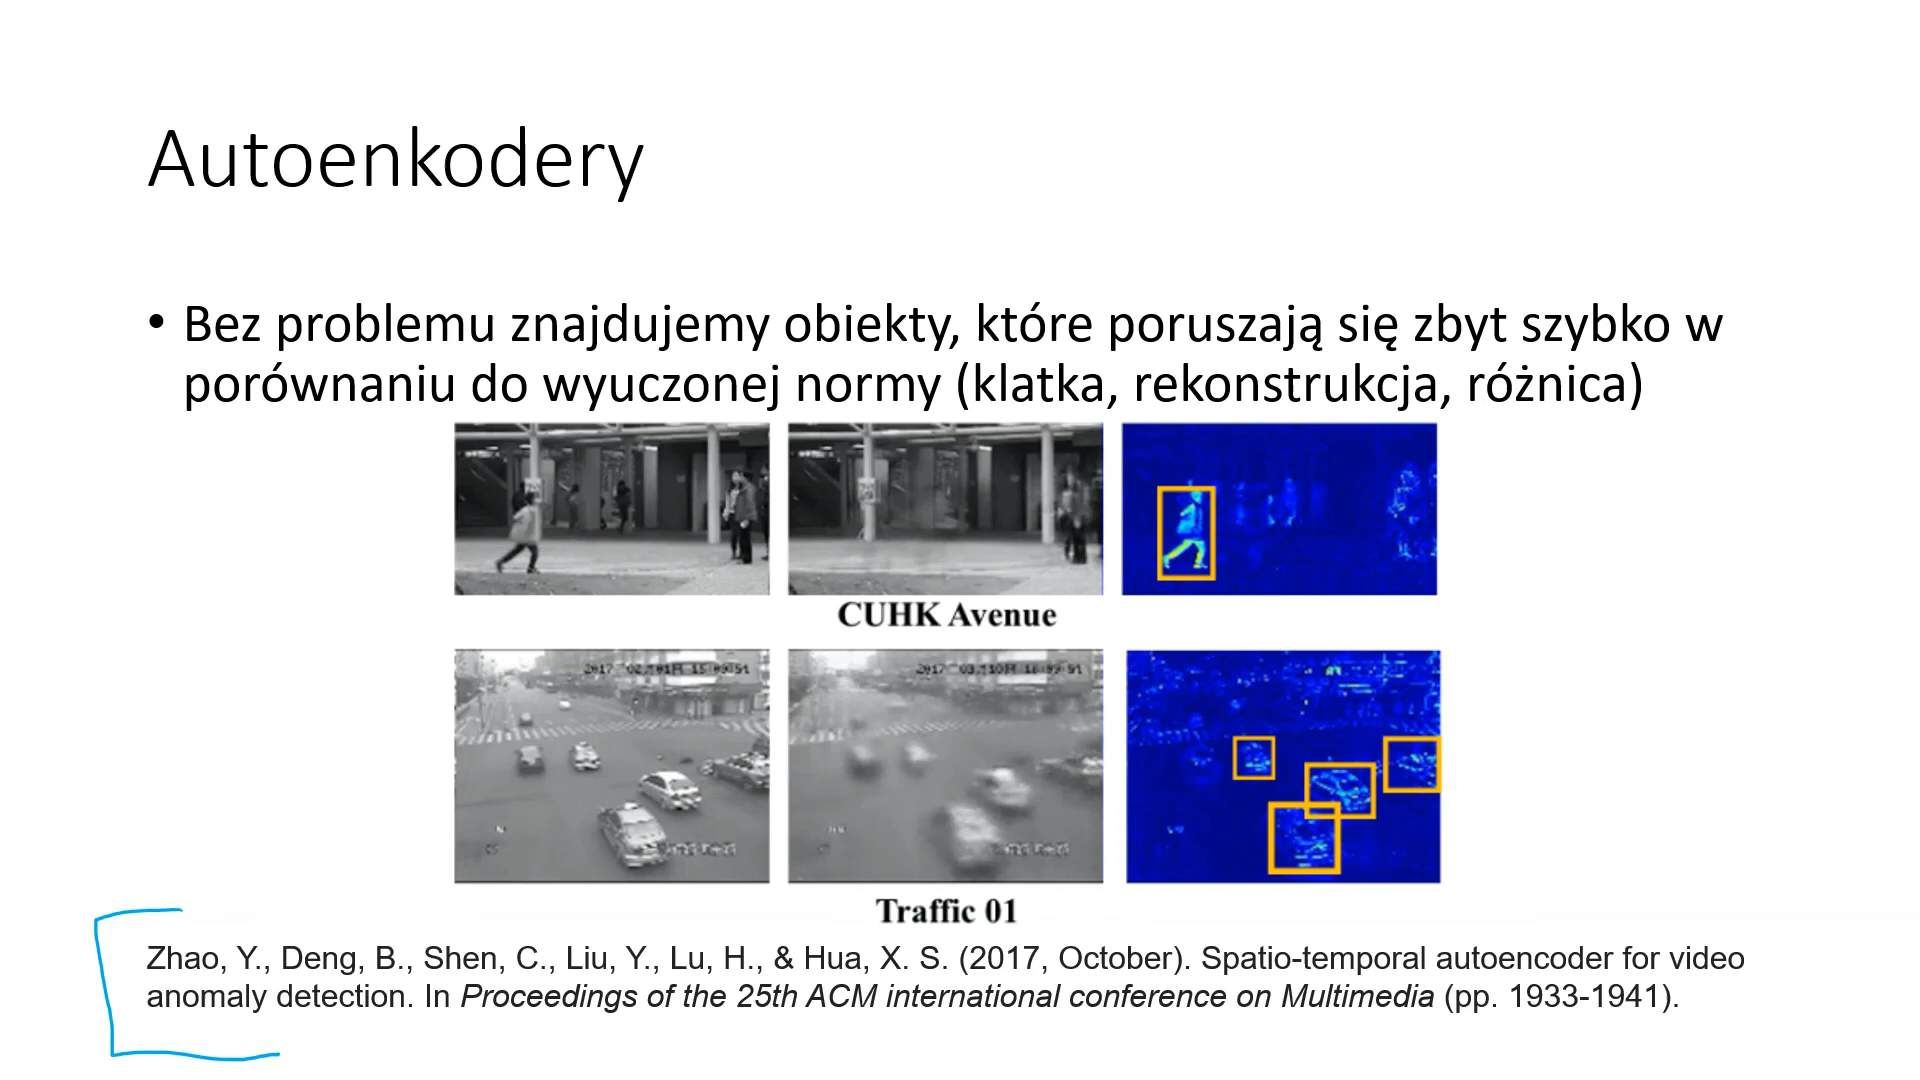 Autoenkodery
• Bez problemu znajdujemy obiekty, które poruszają się zbyt szybko w
porównaniu do wyuczonej normy (klatka, rekonstrukcja, różnica)
CUHK Avenue
Traffic 01
Zhao, Y., Deng, B., Shen, C., Liu, Y., Lu, H., & Hua, X. S. (2017, October). Spatio-temporal autoencoder for video
anomaly detection. In Proceedings of the 25th ACM international conference on Multimedia (pp. 1933-1941).